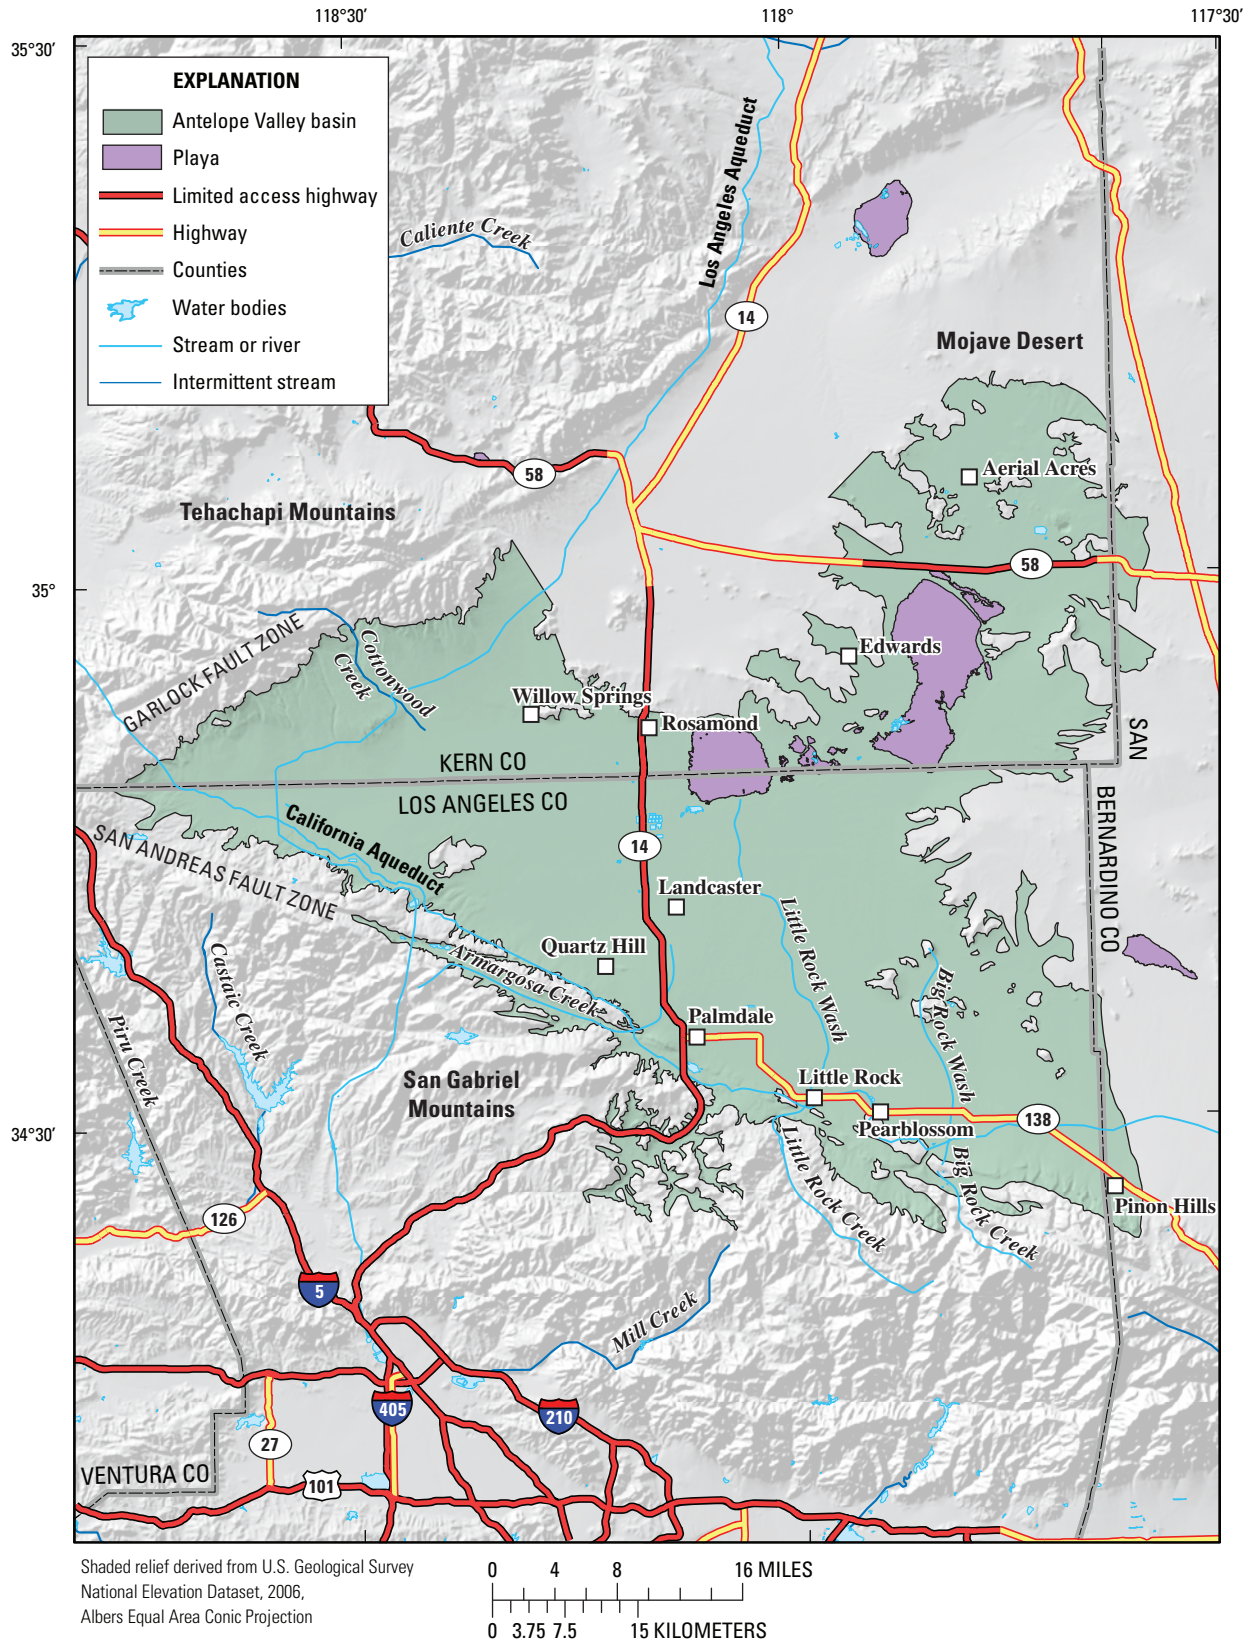 118°30′
118°
117°30′
35°30′
EXPLANATION
Antelope Valley basin
Playa
Limited access highway
Highway
Counties
Water bodies
Stream or river
Intermittent stream
Caliente Creek
Los Angeles Aqueduct
14
Mojave Desert
Aerial Acres
58
Tehachapi Mountains
58
35°
GARLOCK FAULT ZONE
Cottonwood
Creek
Edwards
Willow Springs
Rosamond
SAN
BERNARDINO CO
KERN CO
LOS ANGELES CO
California Aqueduct
SAN ANDREAS FAULT ZONE
14
Landcaster
Little Rock Wash
Quartz Hill
Armargosa Creek
Big Rock Wash
Castaic Creek
Piru Creek
Palmdale
San Gabriel
Mountains
Little Rock
Pearblossom
138
34°30′
Little Rock Creek
Big Rock Creek
Pinon Hills
126
5
Mill Creek
405
210
27
VENTURA CO
101
Shaded relief derived from U.S. Geological Survey
National Elevation Dataset, 2006,
Albers Equal Area Conic Projection
0 4 8 16 MILES
0 3.75 7.5 15 KILOMETERS